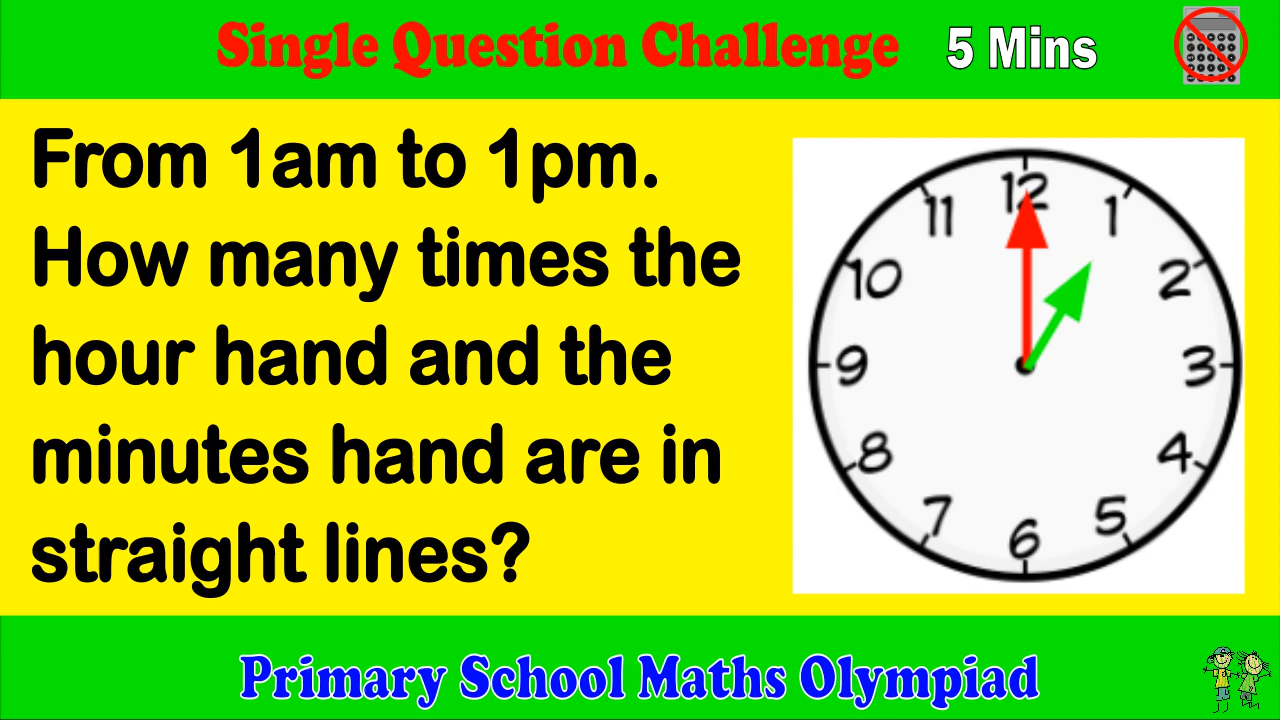 Single Question Challenge 5 Mins
From 1am to 1pm.
How many times the
hour hand and the
minutes hand are in
straight lines?
12
11 1
10 2
9 3
8 4
7 5
6
Primary School Maths Olympiad